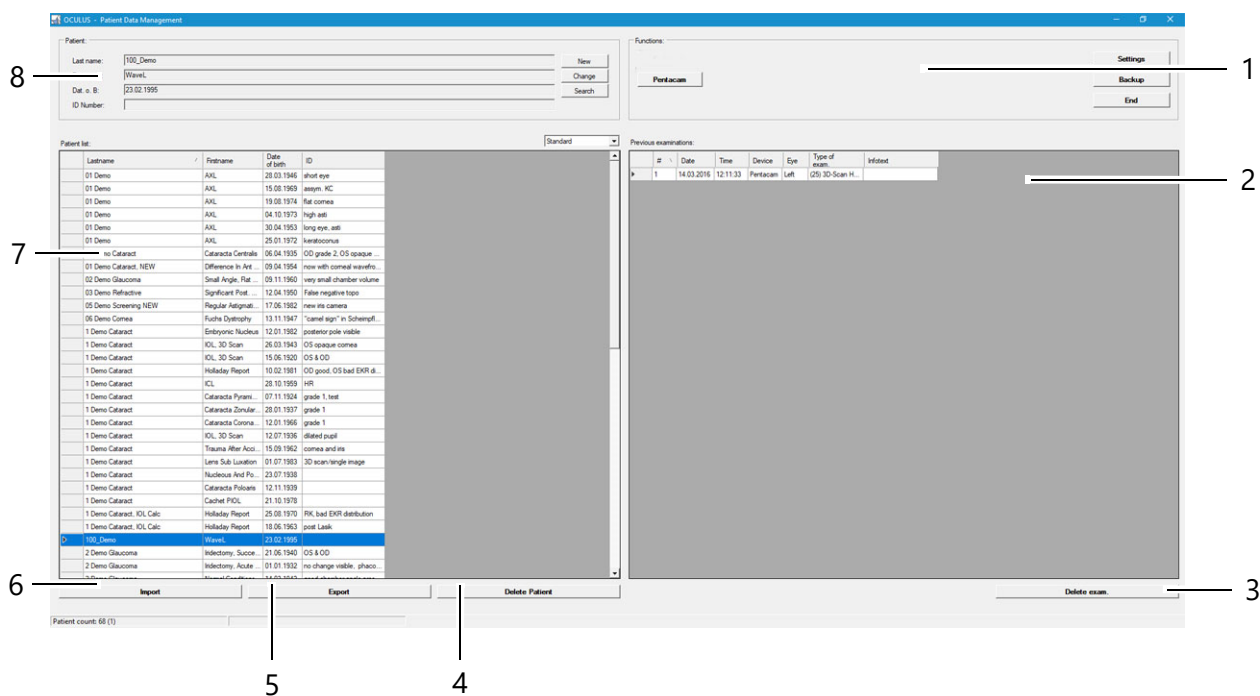 OCULUS - Patient Data Management
Patient:
Last name: 100_Demo New
WaveL Change
Dat. o. B: 23.02.1995 Search
ID Number:
Functions:
Settings
Pentacam Backup
End
8
1
Patient list: Standard
Lastname Firstname Date of birth ID
01 Demo AXL 28.03.1946 short eye
01 Demo AXL 15.08.1969 assym. KC
01 Demo AXL 19.08.1974 flat cornea
01 Demo AXL 04.10.1973 high asti
01 Demo AXL 30.04.1953 long eye, asti
01 Demo AXL 25.01.1972 keratoconus
no Cataract Cataracta Centralis 06.04.1935 OD grade 2, OS opaque ...
01 Demo Cataract, NEW Difference In Ant ... 09.04.1954 now with corneal wavefro...
02 Demo Glaucoma Small Angle, Flat ... 09.11.1960 very small chamber volume
03 Demo Refractive Significant Post. ... 12.04.1950 False negative topo
05 Demo Screening NEW Regular Astigmati... 17.06.1982 new iris camera
06 Demo Cornea Fuchs Dystrophy 13.11.1947 "camel sign" in Scheimpfl...
1 Demo Cataract Embryonic Nucleus 12.01.1982 posterior pole visible
1 Demo Cataract IOL, 3D Scan 26.03.1943 OS opaque cornea
1 Demo Cataract IOL, 3D Scan 15.06.1920 OS & OD
1 Demo Cataract Holladay Report 10.02.1981 OD good, OS bad EKR di...
1 Demo Cataract ICL 28.10.1959 HR
1 Demo Cataract Cataracta Pyrami... 07.11.1924 grade 1, test
1 Demo Cataract Cataracta Zonular... 28.01.1937 grade 1
1 Demo Cataract Cataracta Corona... 12.01.1966 grade 1
1 Demo Cataract IOL, 3D Scan 12.07.1936 dilated pupil
1 Demo Cataract Trauma After Acci... 15.09.1962 cornea and iris
1 Demo Cataract Lens Sub Luxation 01.07.1983 3D scan/single image
1 Demo Cataract Nucleous And Po... 23.07.1938
1 Demo Cataract Cataracta Poloaris 12.11.1939
1 Demo Cataract Cachet PIOL 21.10.1978
1 Demo Cataract, IOL Calc Holladay Report 25.08.1970 RK, bad EKR distribution
1 Demo Cataract, IOL Calc Holladay Report 18.06.1963 post Lasik
100_Demo WaveL 23.02.1995
2 Demo Glaucoma Iridectomy, Succe... 21.06.1940 OS & OD
2 Demo Glaucoma Iridectomy, Acute ... 01.01.1932 no change visible, phaco...
7
Previous examinations:
# Date Time Device Eye Type of exam. Infotext
1 14.03.2016 12:11:33 Pentacam Left (25) 3D-Scan H...
2
6
Import Export Delete Patient Delete exam.
3
Patient count: 68 (1)
5
4